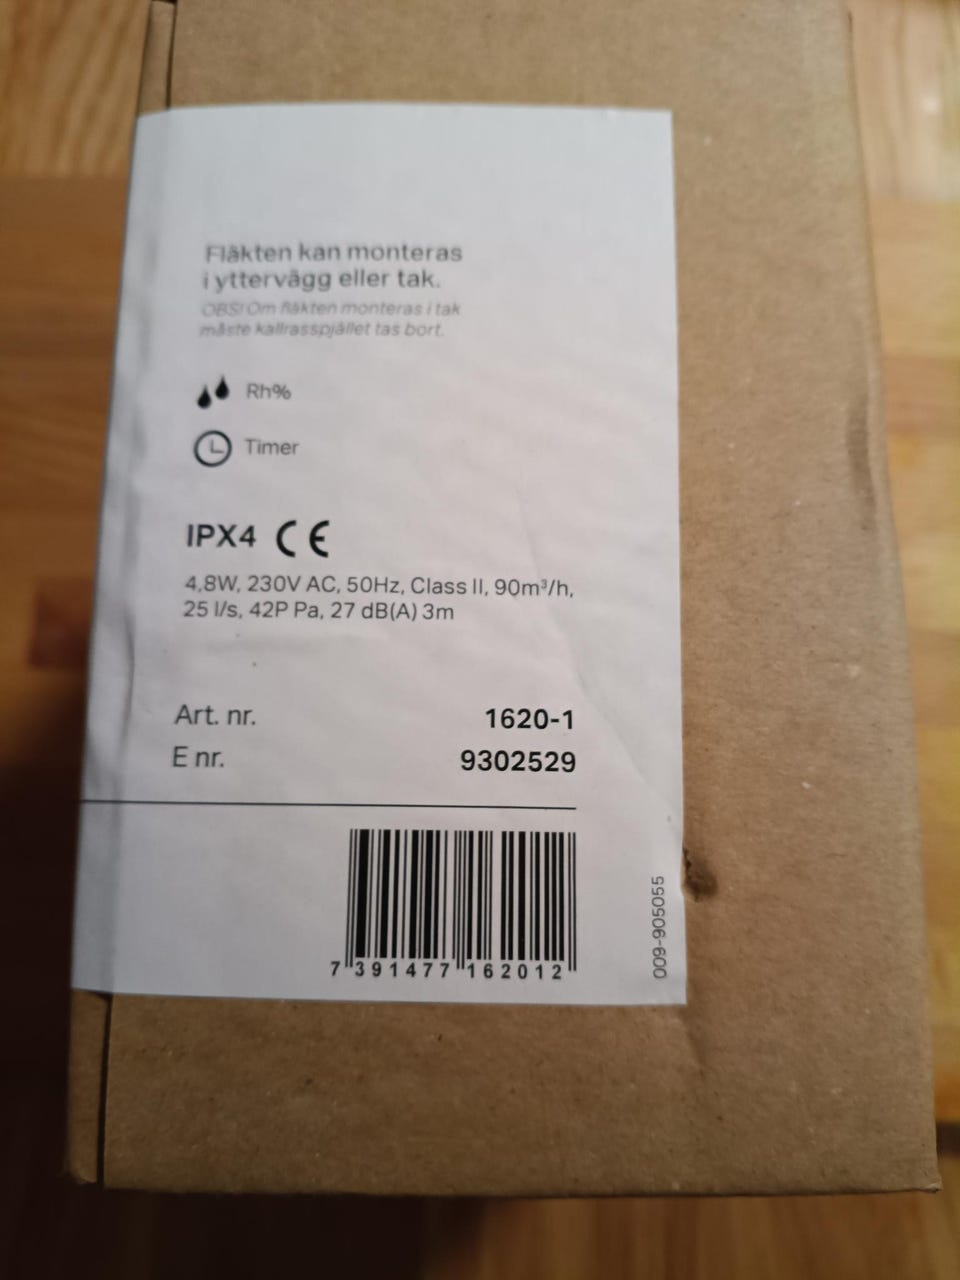 Fläkten kan monteras
i yttervägg eller tak.
OBS! Om fläkten monteras i tak
måste kallrasspjället tas bort.
Rh%
Timer
IPX4 CE
4,8W, 230V AC, 50Hz, Class II, 90m³/h,
25 l/s, 42P Pa, 27 dB(A) 3m
Art. nr. 1620-1
E nr. 9302529
7 391477 162012
009-905055